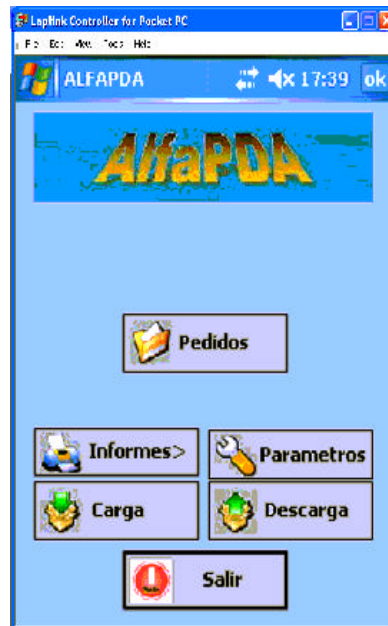 Laplink Controller for Pocket PC
ALFAPDA 17:39 ok
AlfaPDA
Pedidos
Informes> Parametros
Carga Descarga
Salir